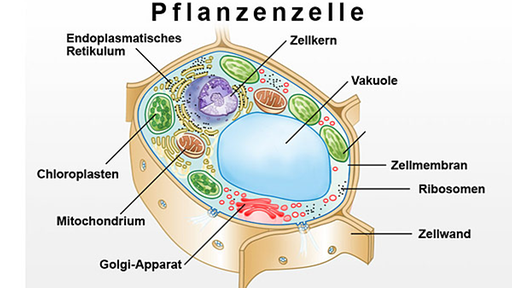 Pflanzenzelle
Endoplasmatisches
Retikulum
Zellkern
Vakuole
Chloroplasten
Zellmembran
Ribosomen
Mitochondrium
Zellwand
Golgi-Apparat